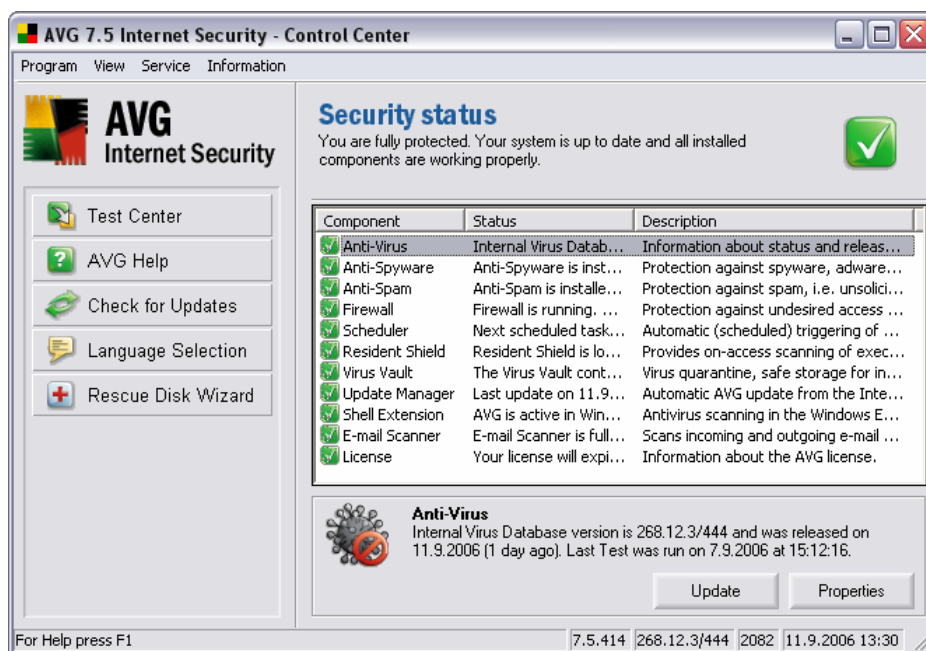 AVG 7.5 Internet Security - Control Center
Program View Service Information
AVG
Internet Security
Test Center
AVG Help
Check for Updates
Language Selection
Rescue Disk Wizard
Security status
You are fully protected. Your system is up to date and all installed
components are working properly.
Component Status Description
Anti-Virus Internal Virus Datab... Information about status and releas...
Anti-Spyware Anti-Spyware is inst... Protection against spyware, adware...
Anti-Spam Anti-Spam is installe... Protection against spam, i.e. unsolici...
Firewall Firewall is running. ... Protection against undesired access ...
Scheduler Next scheduled task... Automatic (scheduled) triggering of ...
Resident Shield Resident Shield is lo... Provides on-access scanning of exec...
Virus Vault The Virus Vault cont... Virus quarantine, safe storage for in...
Update Manager Last update on 11.9... Automatic AVG update from the Inte...
Shell Extension AVG is active in Win... Antivirus scanning in the Windows E...
E-mail Scanner E-mail Scanner is full... Scans incoming and outgoing e-mail ...
License Your license will expi... Information about the AVG license.
Anti-Virus
Internal Virus Database version is 268.12.3/444 and was released on
11.9.2006 (1 day ago). Last Test was run on 7.9.2006 at 15:12:16.
Update Properties
For Help press F1 7.5.414 268.12.3/444 2082 11.9.2006 13:30